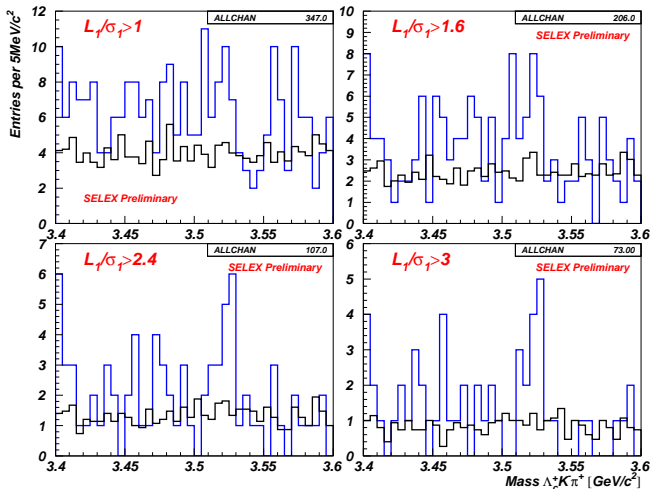 L₁/σ₁>1
ALLCHAN 347.0
SELEX Preliminary
Entries per 5MeV/c²
12
10
8
6
4
2
0
3.4 3.45 3.5 3.55 3.6
L₁/σ₁>1.6
ALLCHAN 206.0
SELEX Preliminary
10
9
8
7
6
5
4
3
2
1
0
3.4 3.45 3.5 3.55 3.6
L₁/σ₁>2.4
ALLCHAN 107.0
SELEX Preliminary
7
6
5
4
3
2
1
0
3.4 3.45 3.5 3.55 3.6
L₁/σ₁>3
ALLCHAN 73.00
SELEX Preliminary
6
5
4
3
2
1
0
3.4 3.45 3.5 3.55 3.6
Mass Λc⁺K⁻π⁺ [GeV/c²]